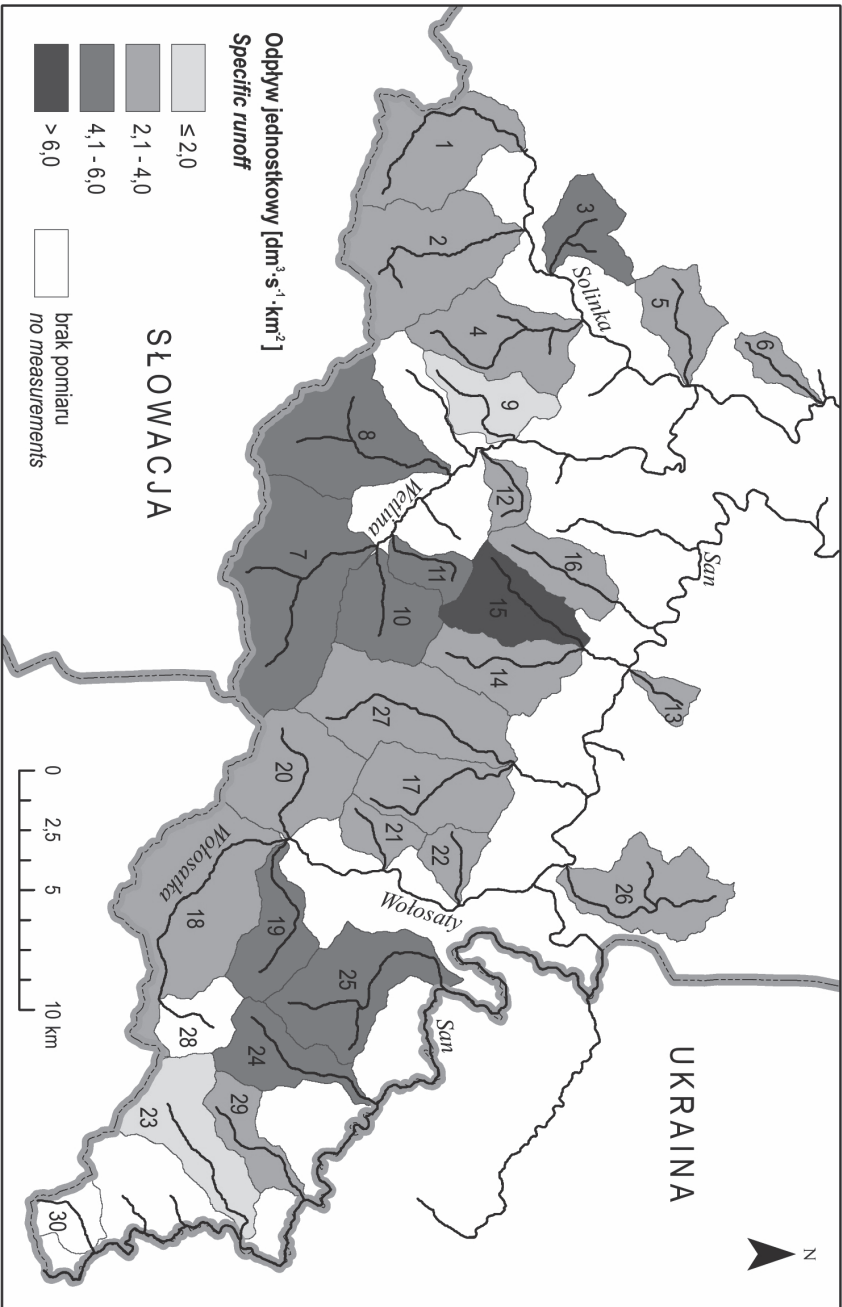 Odpływ jednostkowy [dm³·s⁻¹·km⁻²]
Specific runoff
≤ 2,0
2,1 - 4,0
4,1 - 6,0
> 6,0
brak pomiaru
no measurements
SŁOWACJA
UKRAINA
N
Solinka
Wetlina
San
Wołosatka
Wołosaty
San
1
2
3
4
5
6
7
8
9
10
11
12
13
14
15
16
17
18
19
20
21
22
23
24
25
26
27
28
29
30
0
2,5
5
10 km